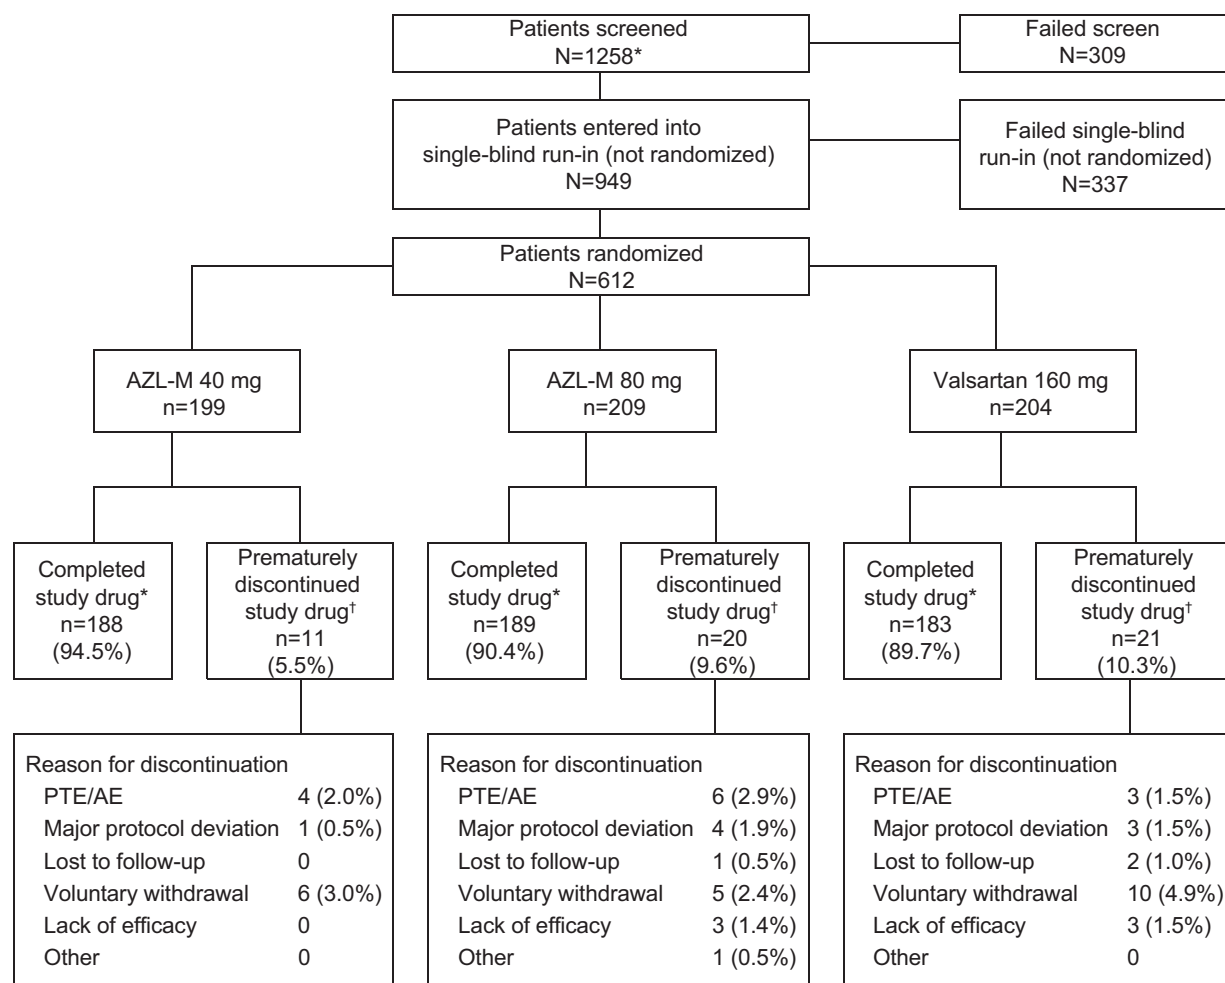 Patients screened
N=1258*
Failed screen
N=309
Patients entered into
single-blind run-in (not randomized)
N=949
Failed single-blind
run-in (not randomized)
N=337
Patients randomized
N=612
AZL-M 40 mg
n=199
AZL-M 80 mg
n=209
Valsartan 160 mg
n=204
Completed
study drug*
n=188
(94.5%)
Prematurely
discontinued
study drug†
n=11
(5.5%)
Completed
study drug*
n=189
(90.4%)
Prematurely
discontinued
study drug†
n=20
(9.6%)
Completed
study drug*
n=183
(89.7%)
Prematurely
discontinued
study drug†
n=21
(10.3%)
Reason for discontinuation
PTE/AE 4 (2.0%)
Major protocol deviation 1 (0.5%)
Lost to follow-up 0
Voluntary withdrawal 6 (3.0%)
Lack of efficacy 0
Other 0
Reason for discontinuation
PTE/AE 6 (2.9%)
Major protocol deviation 4 (1.9%)
Lost to follow-up 1 (0.5%)
Voluntary withdrawal 5 (2.4%)
Lack of efficacy 3 (1.4%)
Other 1 (0.5%)
Reason for discontinuation
PTE/AE 3 (1.5%)
Major protocol deviation 3 (1.5%)
Lost to follow-up 2 (1.0%)
Voluntary withdrawal 10 (4.9%)
Lack of efficacy 3 (1.5%)
Other 0